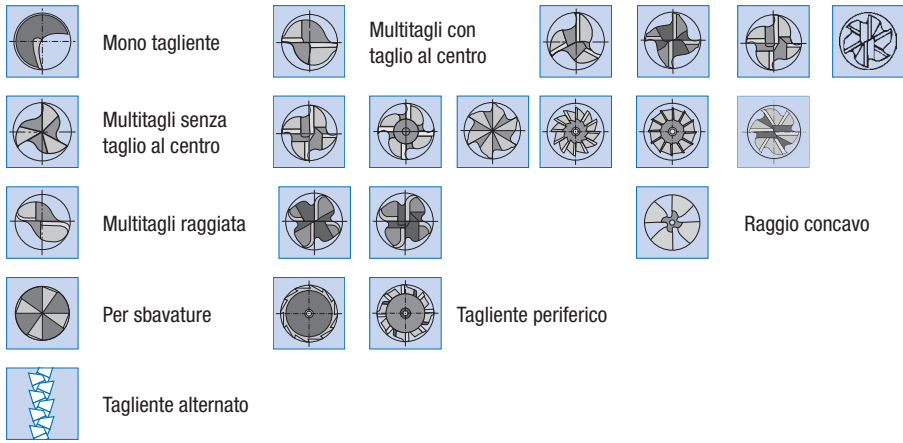 Mono tagliente
Multitagli con
taglio al centro
Multitagli senza
taglio al centro
Multitagli raggiata
Raggio concavo
Per sbavature
Tagliente periferico
Tagliente alternato